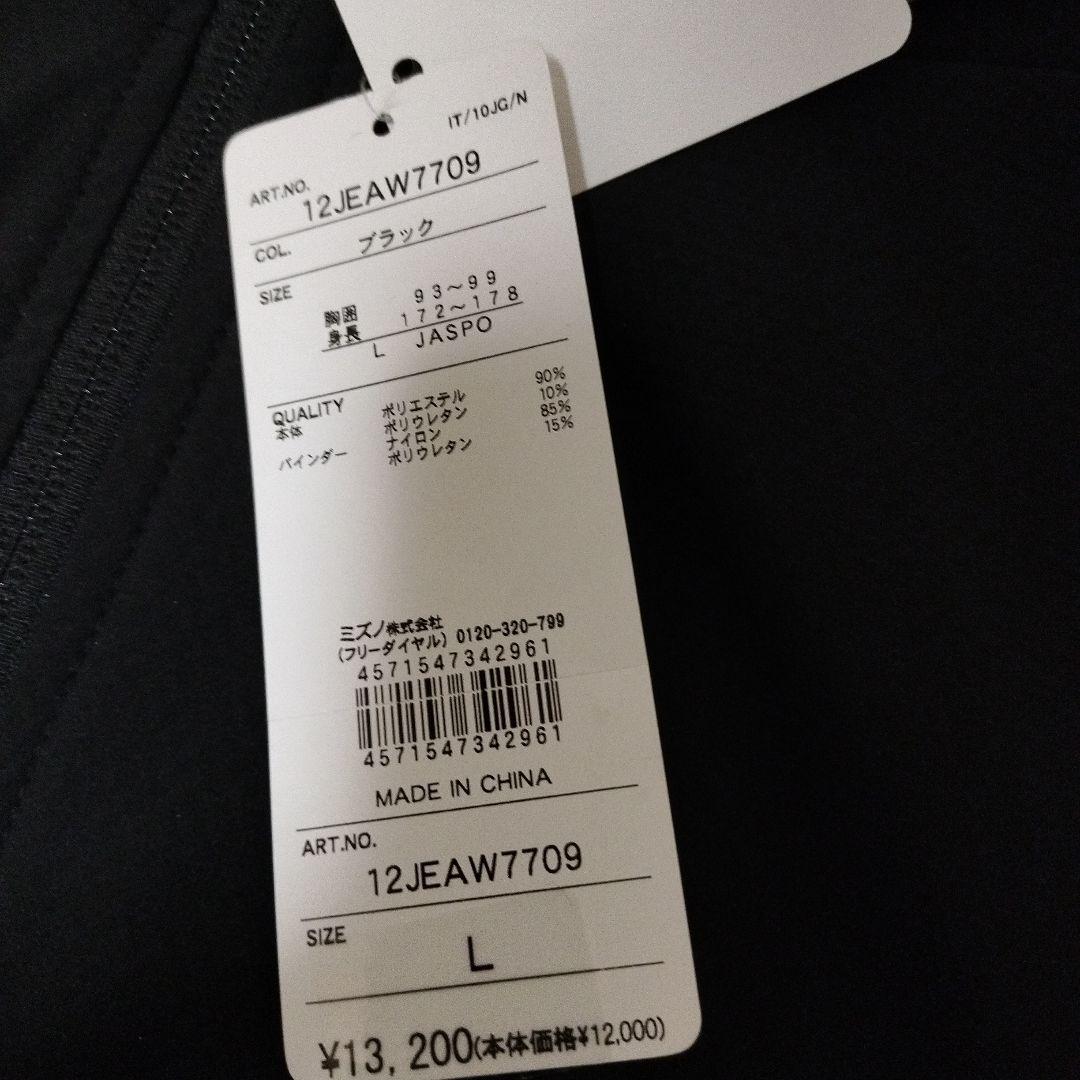 IT/10JG/N
ART.NO. 12JEAW7709
COL. ブラック
SIZE
胸囲 93～99
身長 172～178
L JASPO
QUALITY
本体 ポリエステル 90%
ポリウレタン 10%
バインダー ナイロン 85%
ポリウレタン 15%
ミズノ株式会社
(フリーダイヤル) 0120-320-799
4571547342961
4571547342961
MADE IN CHINA
ART.NO.
12JEAW7709
SIZE
L
¥13,200(本体価格¥12,000)